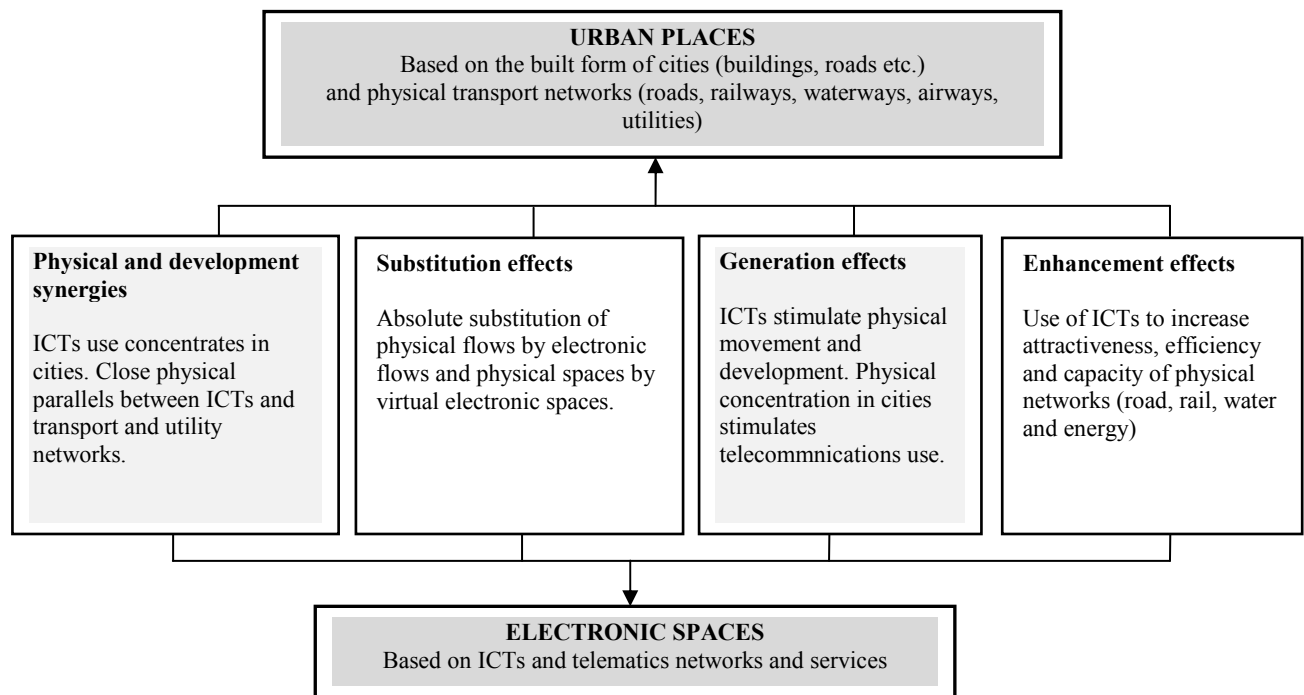 URBAN PLACES
Based on the built form of cities (buildings, roads etc.)
and physical transport networks (roads, railways, waterways, airways,
utilities)
Physical and development
synergies
ICTs use concentrates in
cities. Close physical
parallels between ICTs and
transport and utility
networks.
Substitution effects
Absolute substitution of
physical flows by electronic
flows and physical spaces by
virtual electronic spaces.
Generation effects
ICTs stimulate physical
movement and
development. Physical
concentration in cities
stimulates
telecommnications use.
Enhancement effects
Use of ICTs to increase
attractiveness, efficiency
and capacity of physical
networks (road, rail, water
and energy)
ELECTRONIC SPACES
Based on ICTs and telematics networks and services